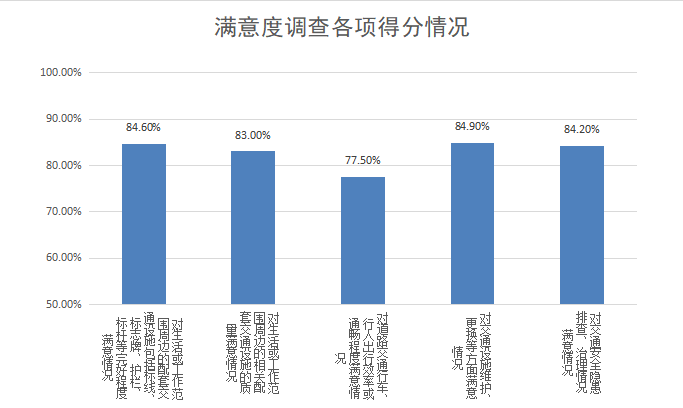 满意度调查各项得分情况
100.00%
90.00%
80.00%
70.00%
60.00%
50.00%
84.60%
83.00%
77.50%
84.90%
84.20%
对生活或工作范
围周边的配套交
通设施包括标线、
标志牌、护栏、
标杆等完好程度
满意情况
对生活或工作范
围周边的相关配
套交通设施的质
量满意情况
对道路交通行车、
行人出行效率或
通畅程度满意情
况
对交通设施维护、
更换等方面满意
情况
对交通安全隐患
排查、治理情况
满意情况